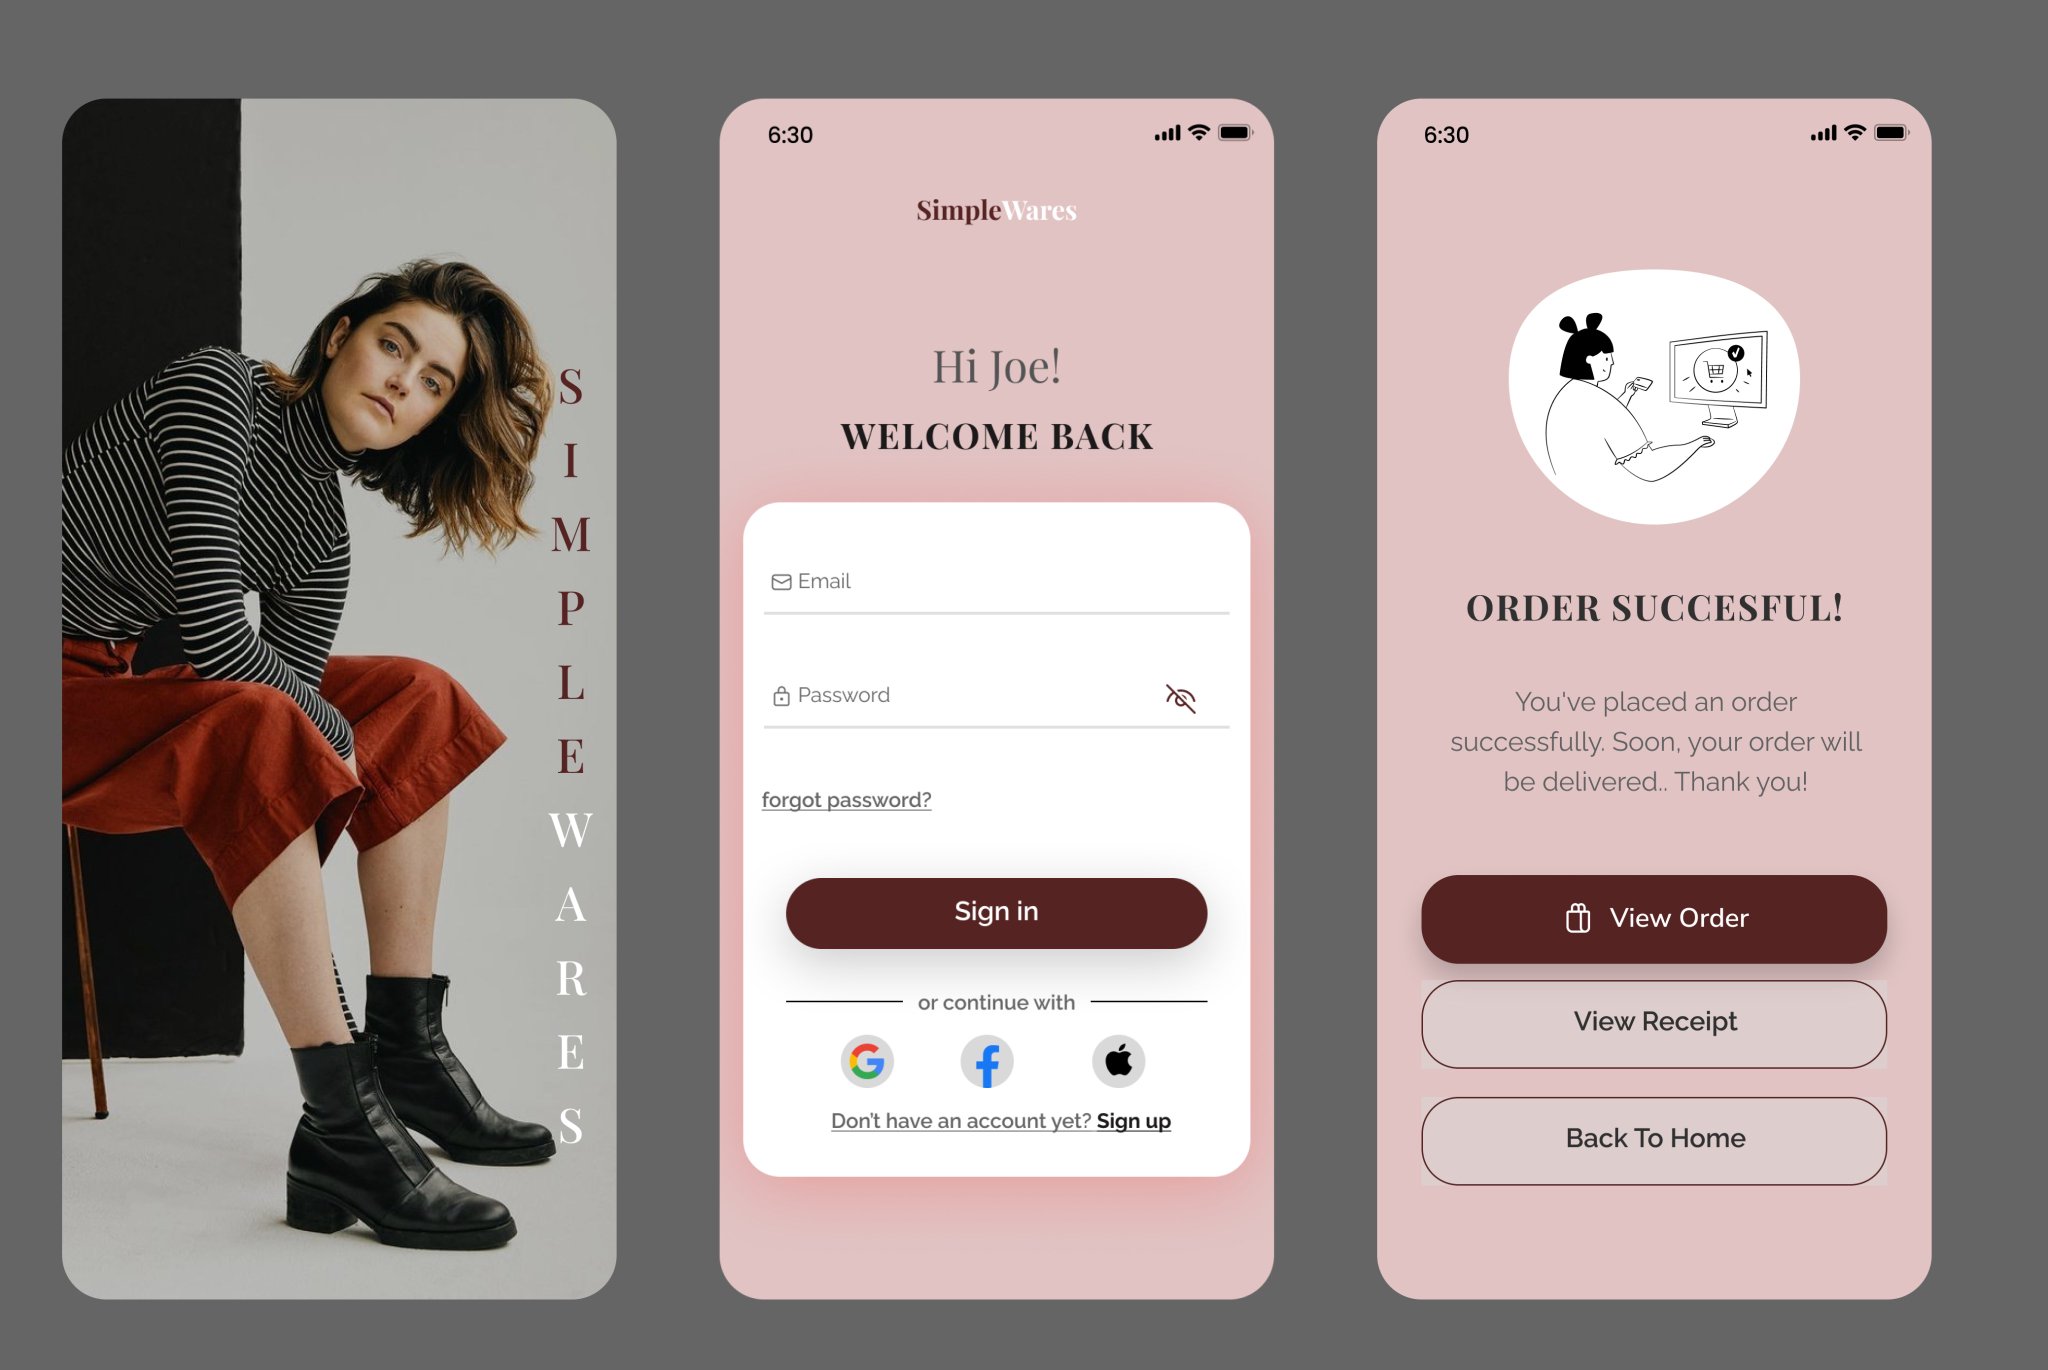 SIMPLEWARES
6:30
SimpleWares
Hi Joe!
WELCOME BACK
Email
Password
forgot password?
Sign in
or continue with
Don't have an account yet? Sign up
6:30
ORDER SUCCESFUL!
You've placed an order
successfully. Soon, your order will
be delivered.. Thank you!
View Order
View Receipt
Back To Home